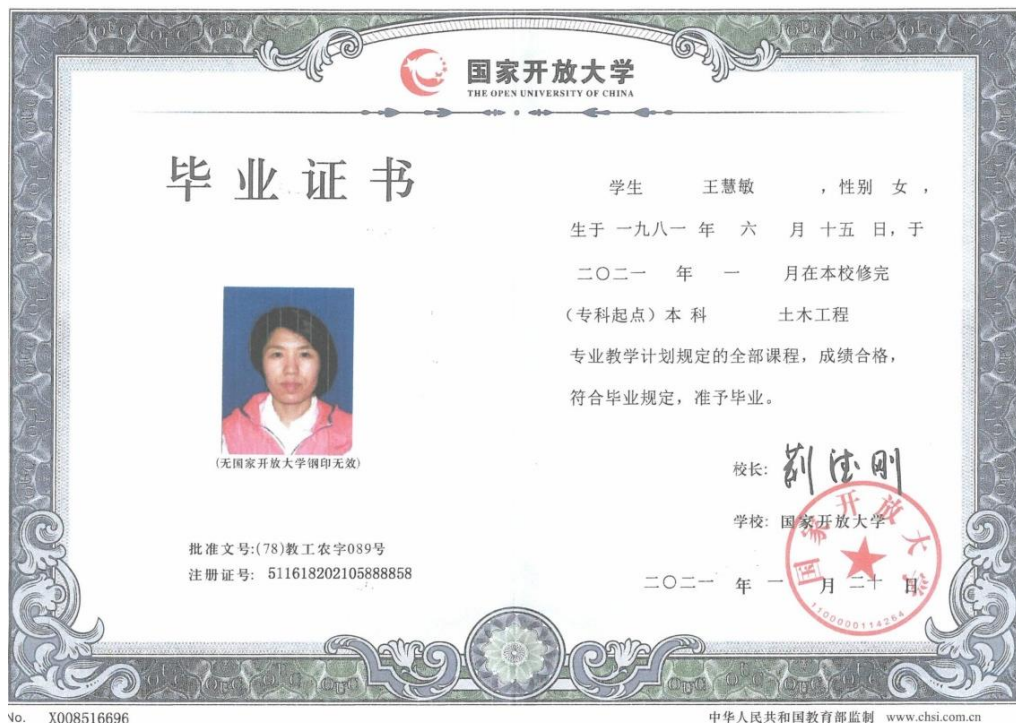 国家开放大学
THE OPEN UNIVERSITY OF CHINA
毕业证书
(无国家开放大学钢印无效)
批准文号:(78)教工农字089号
注册证号: 511618202105888858
学生 王慧敏 ，性别 女 ，
生于 一九八一 年 六 月 十五 日，于
二〇二一 年 一 月在本校修完
（专科起点）本 科 土木工程
专业教学计划规定的全部课程，成绩合格，
符合毕业规定，准予毕业。
校长:
学校: 国家开放大学
二〇二一 年 一 月 二十 日
国家开放大学
1100000114264
No. X008516696
中华人民共和国教育部监制 www.chsi.com.cn